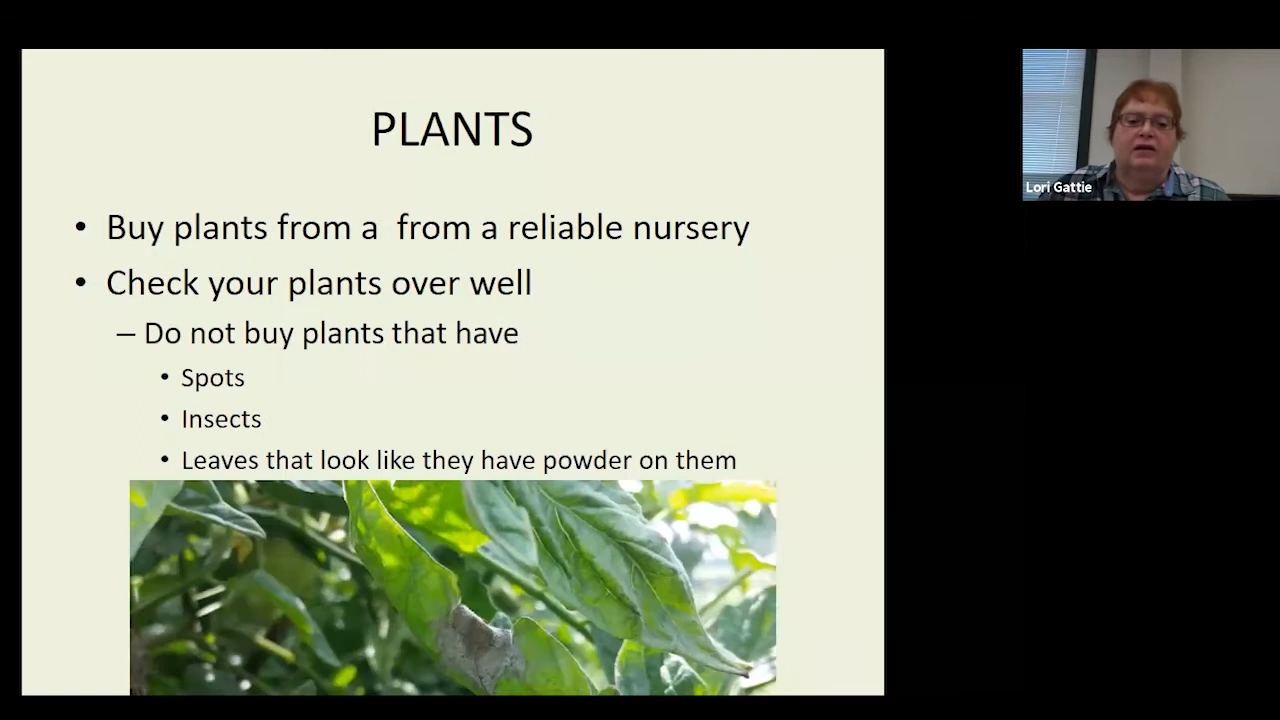 PLANTS
• Buy plants from a  from a reliable nursery
• Check your plants over well
– Do not buy plants that have
• Spots
• Insects
• Leaves that look like they have powder on them
Lori Gattie